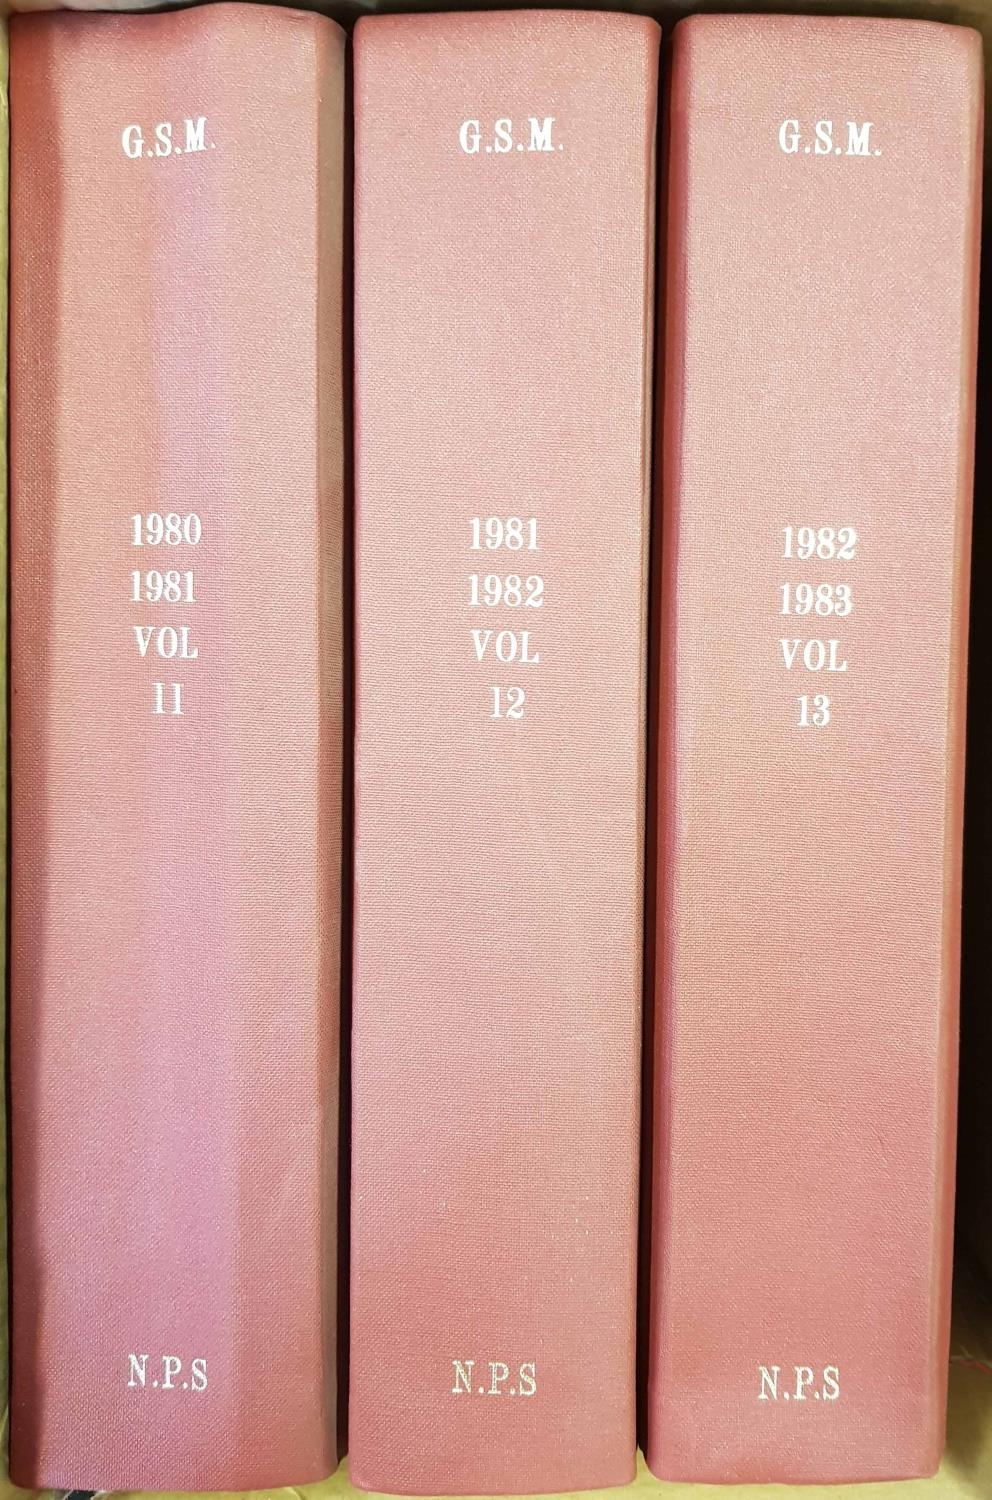 G.S.M.
1980
1981
VOL
11
N.P.S
G.S.M.
1981
1982
VOL
12
N.P.S
G.S.M.
1982
1983
VOL
13
N.P.S